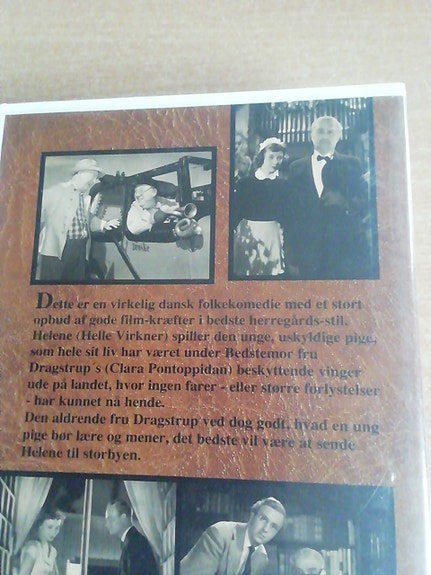 Dette er en virkelig dansk folkekomedie med et stort
opbud af gode film-kræfter i bedste herregårds-stil.
Helene (Helle Virkner) spiller den unge, uskyldige pige,
som hele sit liv har været under Bedstemor fru
Dragstrup´s (Clara Pontoppidan) beskyttende vinger
ude på landet, hvor ingen farer - eller større forlystelser
- har kunnet nå hende.
Den aldrende fru Dragstrup ved dog godt, hvad en ung
pige bør lære og mener, det bedste vil være at sende
Helene til storbyen.